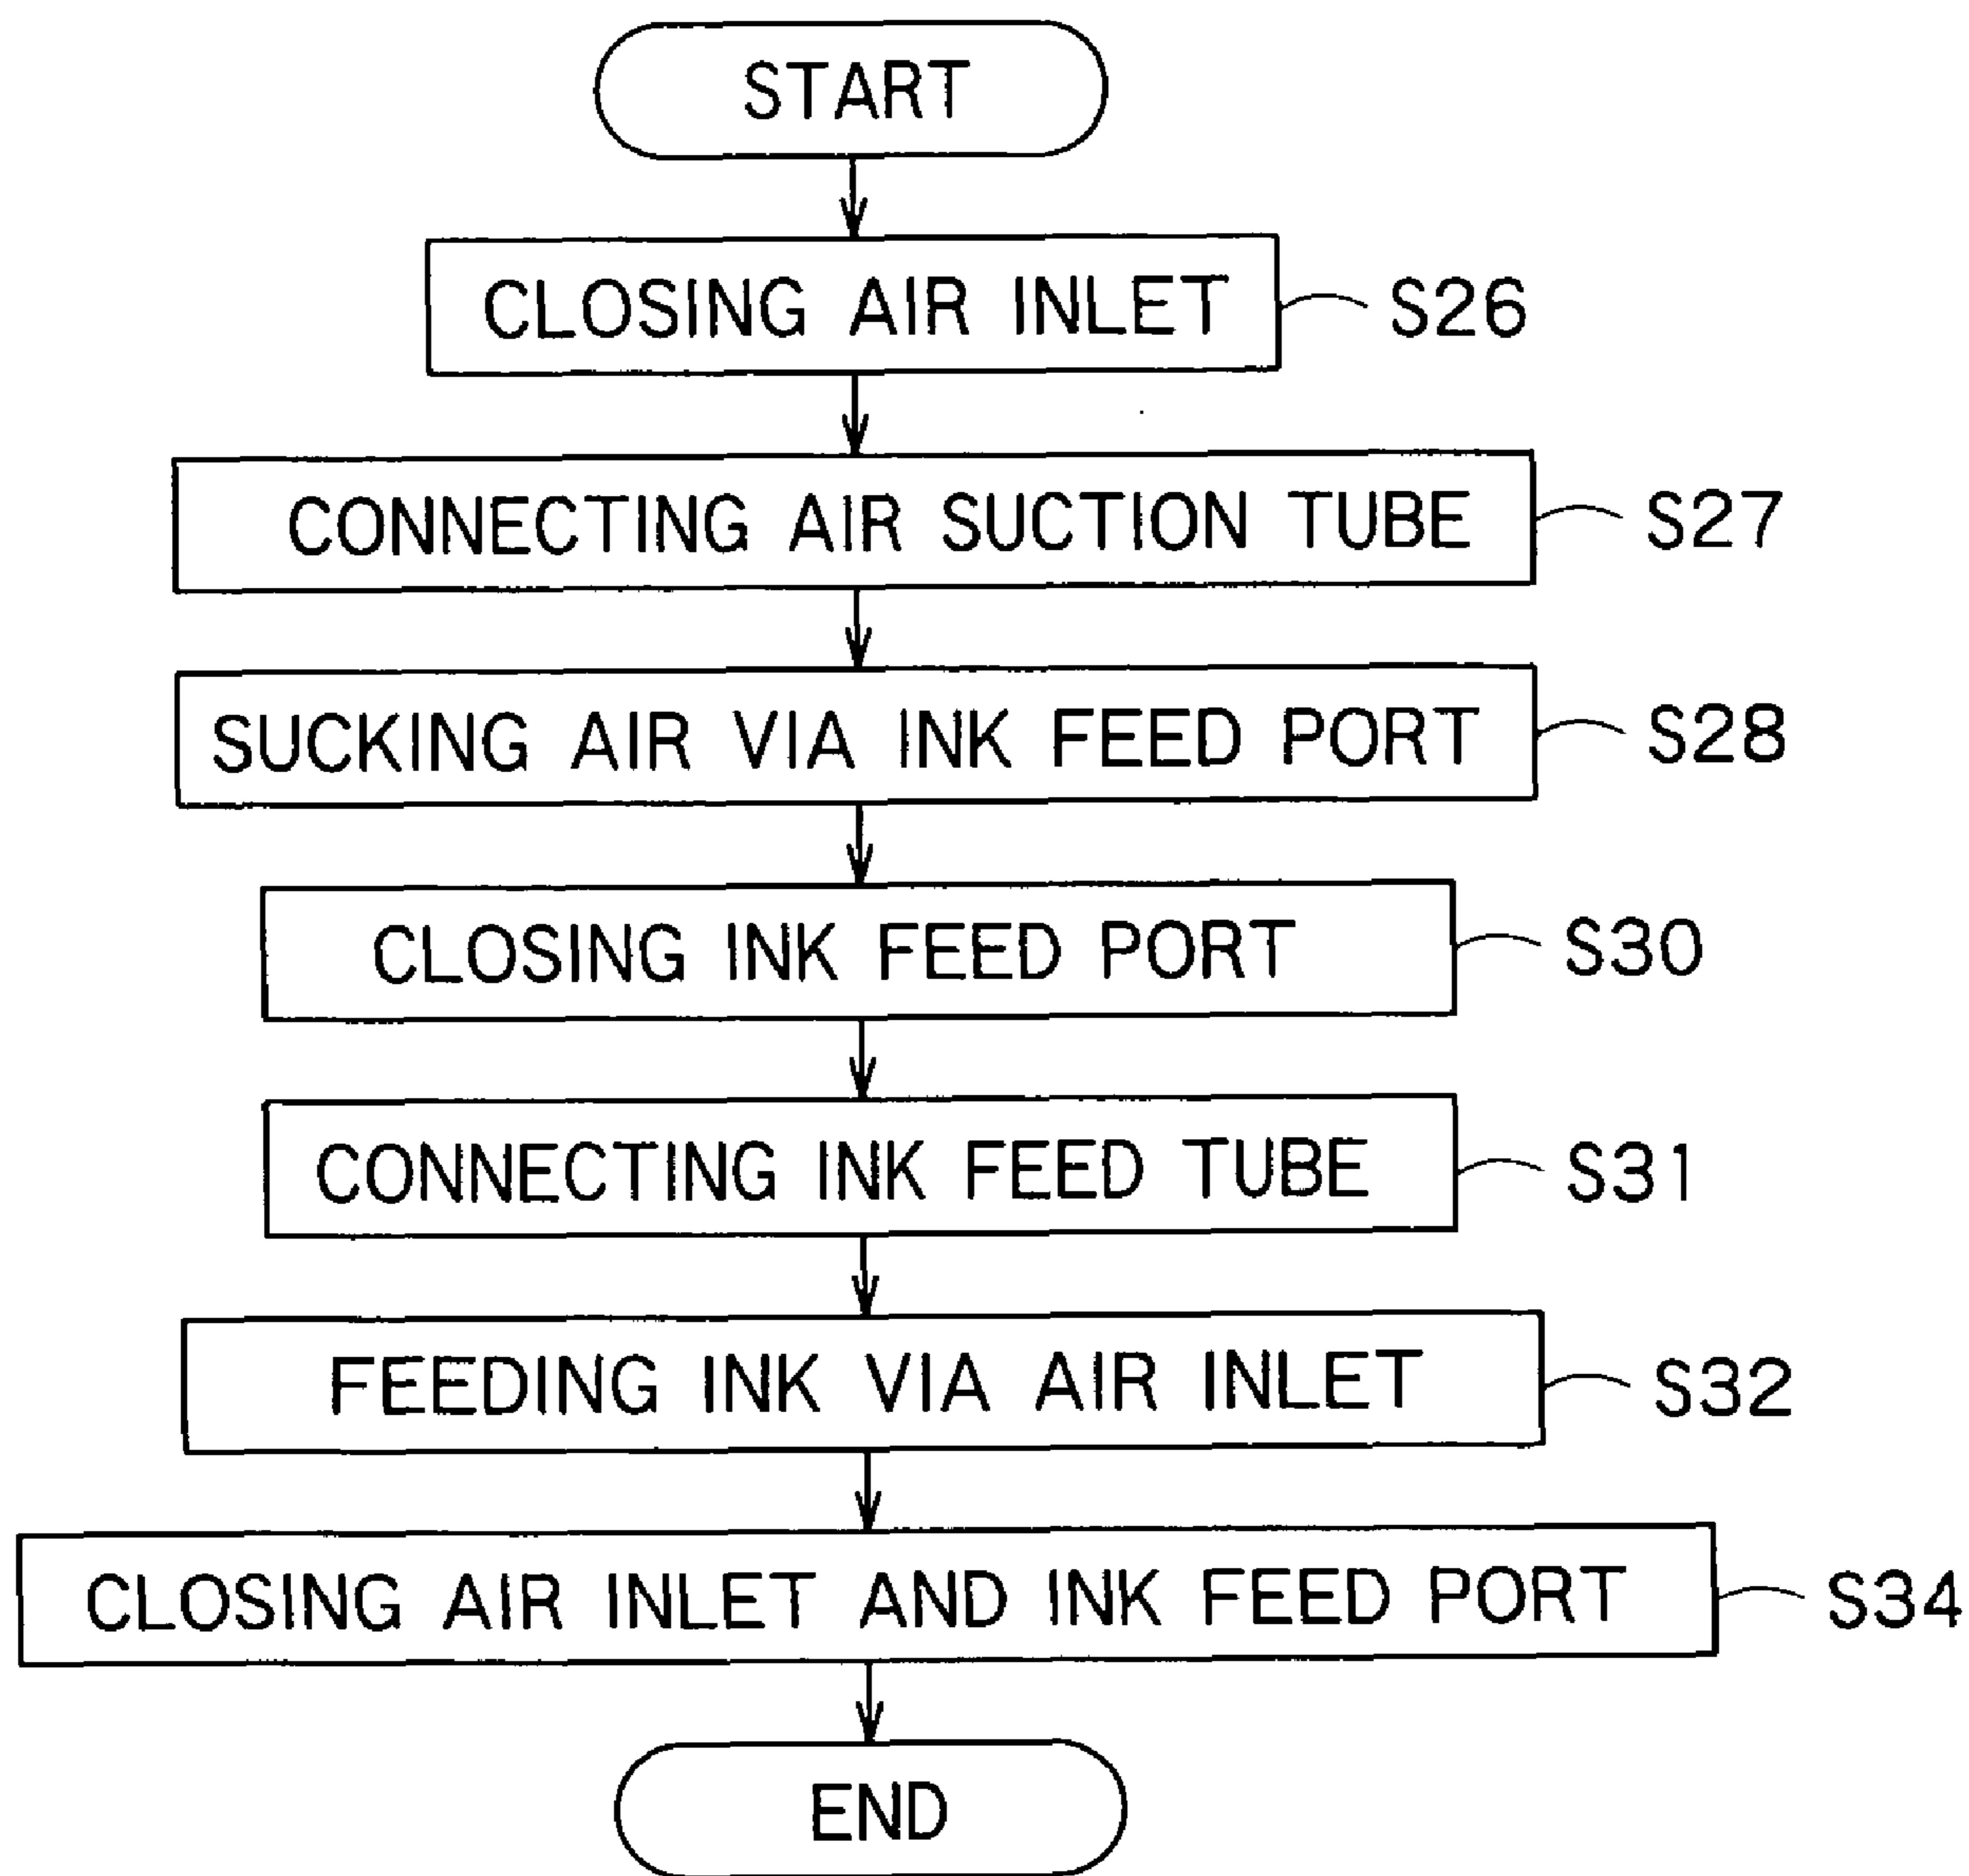 START
CLOSING AIR INLET S26
CONNECTING AIR SUCTION TUBE S27
SUCKING AIR VIA INK FEED PORT S28
CLOSING INK FEED PORT S30
CONNECTING INK FEED TUBE S31
FEEDING INK VIA AIR INLET S32
CLOSING AIR INLET AND INK FEED PORT S34
END